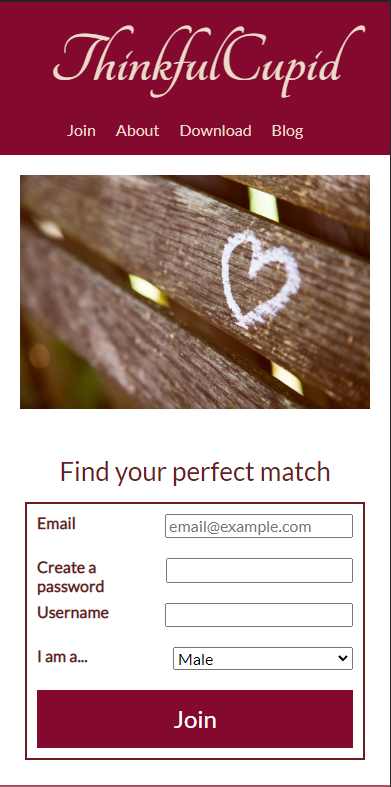 ThinkfulCupid
Join About Download Blog
Find your perfect match
Email email@example.com
Create a
password
Username
I am a... Male
Join